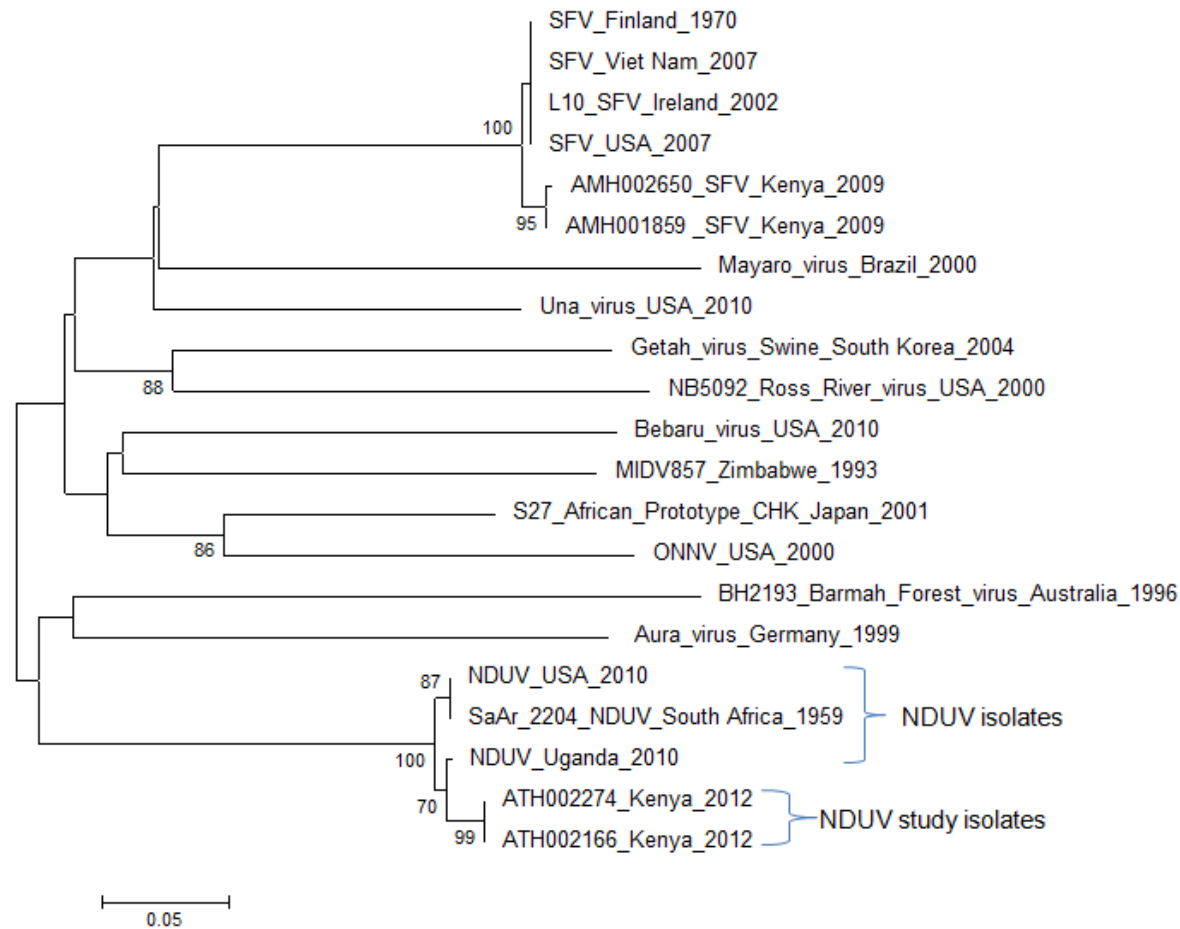 SFV_Finland_1970
SFV_Viet Nam_2007
L10_SFV_Ireland_2002
100
SFV_USA_2007
AMH002650_SFV_Kenya_2009
95
AMH001859 _SFV_Kenya_2009
Mayaro_virus_Brazil_2000
Una_virus_USA_2010
Getah_virus_Swine_South Korea_2004
88
NB5092_Ross_River_virus_USA_2000
Bebaru_virus_USA_2010
MIDV857_Zimbabwe_1993
S27_African_Prototype_CHK_Japan_2001
86
ONNV_USA_2000
BH2193_Barmah_Forest_virus_Australia_1996
Aura_virus_Germany_1999
87
NDUV_USA_2010
SaAr_2204_NDUV_South Africa_1959
NDUV isolates
100
NDUV_Uganda_2010
70
ATH002274_Kenya_2012
NDUV study isolates
99
ATH002166_Kenya_2012
0.05